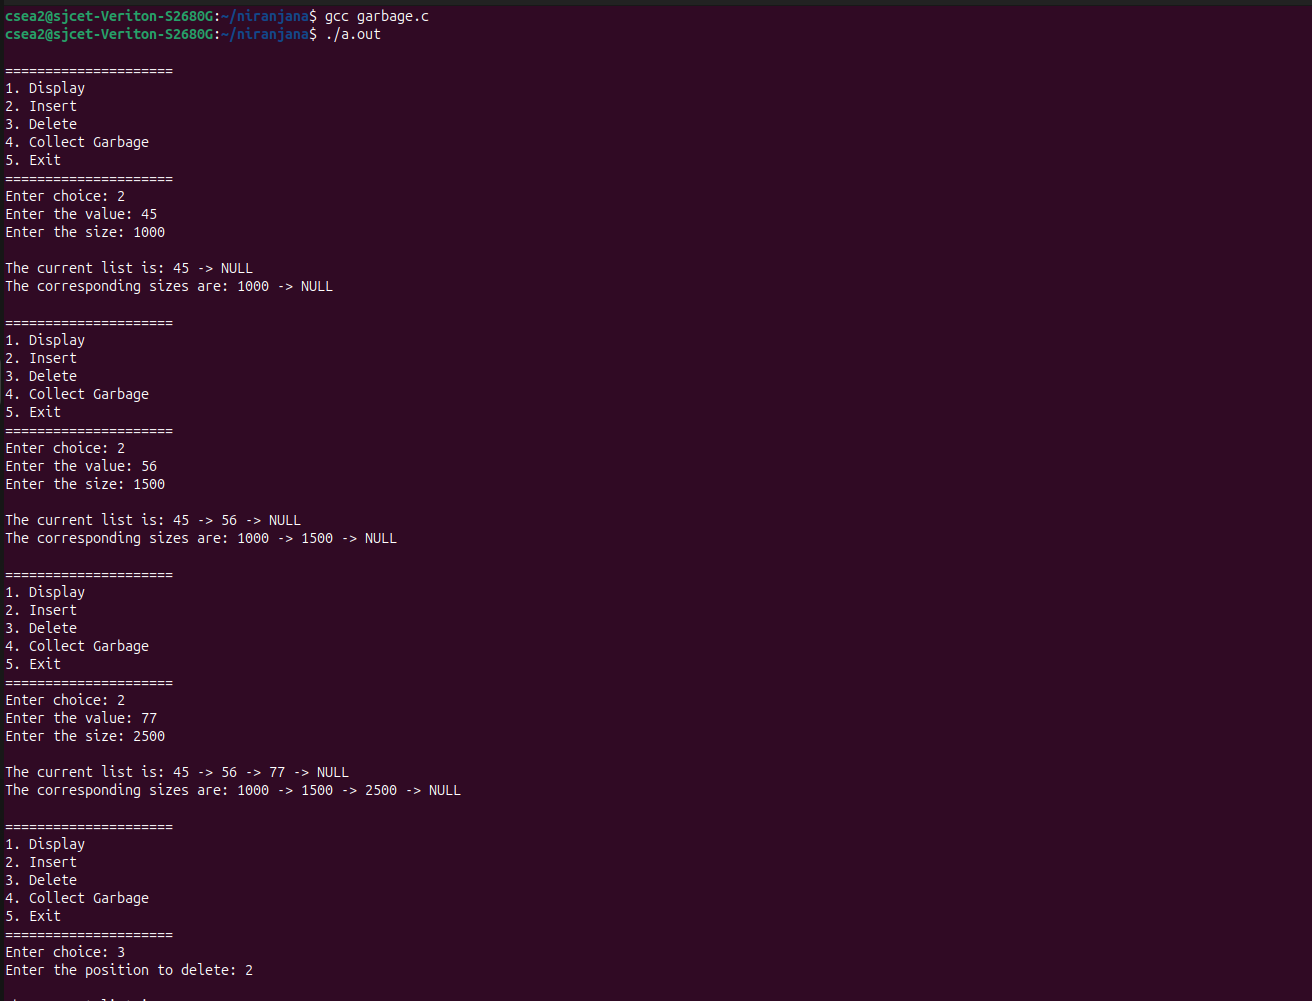 csea2@sjcet-Veriton-S2680G:~/niranjana$ gcc garbage.c
csea2@sjcet-Veriton-S2680G:~/niranjana$ ./a.out
=====================
1. Display
2. Insert
3. Delete
4. Collect Garbage
5. Exit
=====================
Enter choice: 2
Enter the value: 45
Enter the size: 1000
The current list is: 45 -> NULL
The corresponding sizes are: 1000 -> NULL
=====================
1. Display
2. Insert
3. Delete
4. Collect Garbage
5. Exit
=====================
Enter choice: 2
Enter the value: 56
Enter the size: 1500
The current list is: 45 -> 56 -> NULL
The corresponding sizes are: 1000 -> 1500 -> NULL
=====================
1. Display
2. Insert
3. Delete
4. Collect Garbage
5. Exit
=====================
Enter choice: 2
Enter the value: 77
Enter the size: 2500
The current list is: 45 -> 56 -> 77 -> NULL
The corresponding sizes are: 1000 -> 1500 -> 2500 -> NULL
=====================
1. Display
2. Insert
3. Delete
4. Collect Garbage
5. Exit
=====================
Enter choice: 3
Enter the position to delete: 2